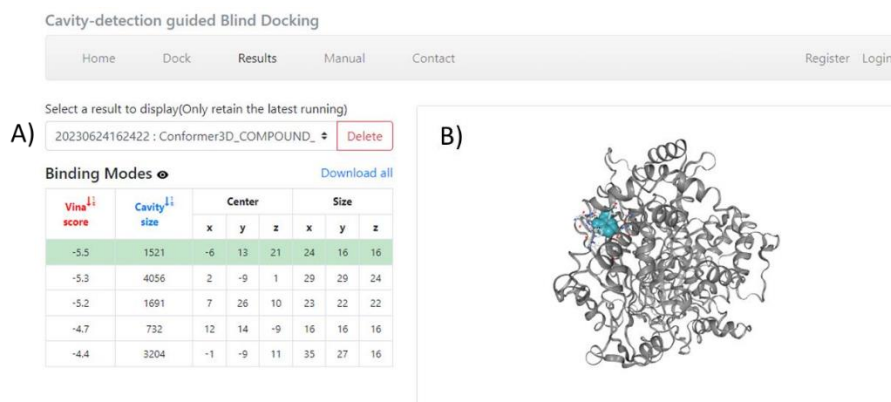 Cavity-detection guided Blind Docking
Home Dock Results Manual Contact Register Login
Select a result to display(Only retain the latest running)
A) 20230624162422 : Conformer3D_COMPOUND_ Delete
B)
Binding Modes Download all
Vina score Cavity size Center Size
x y z x y z
-5.5 1521 -6 13 21 24 16 16
-5.3 4056 2 -9 1 29 29 24
-5.2 1691 7 26 10 23 22 22
-4.7 732 12 14 -9 16 16 16
-4.4 3204 -1 -9 11 35 27 16